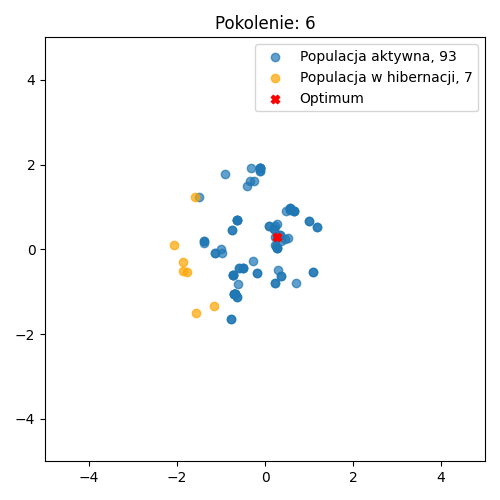 Pokolenie: 6
Populacja aktywna, 93
Populacja w hibernacji, 7
Optimum
4
2
0
−2
−4
−4
−2
0
2
4